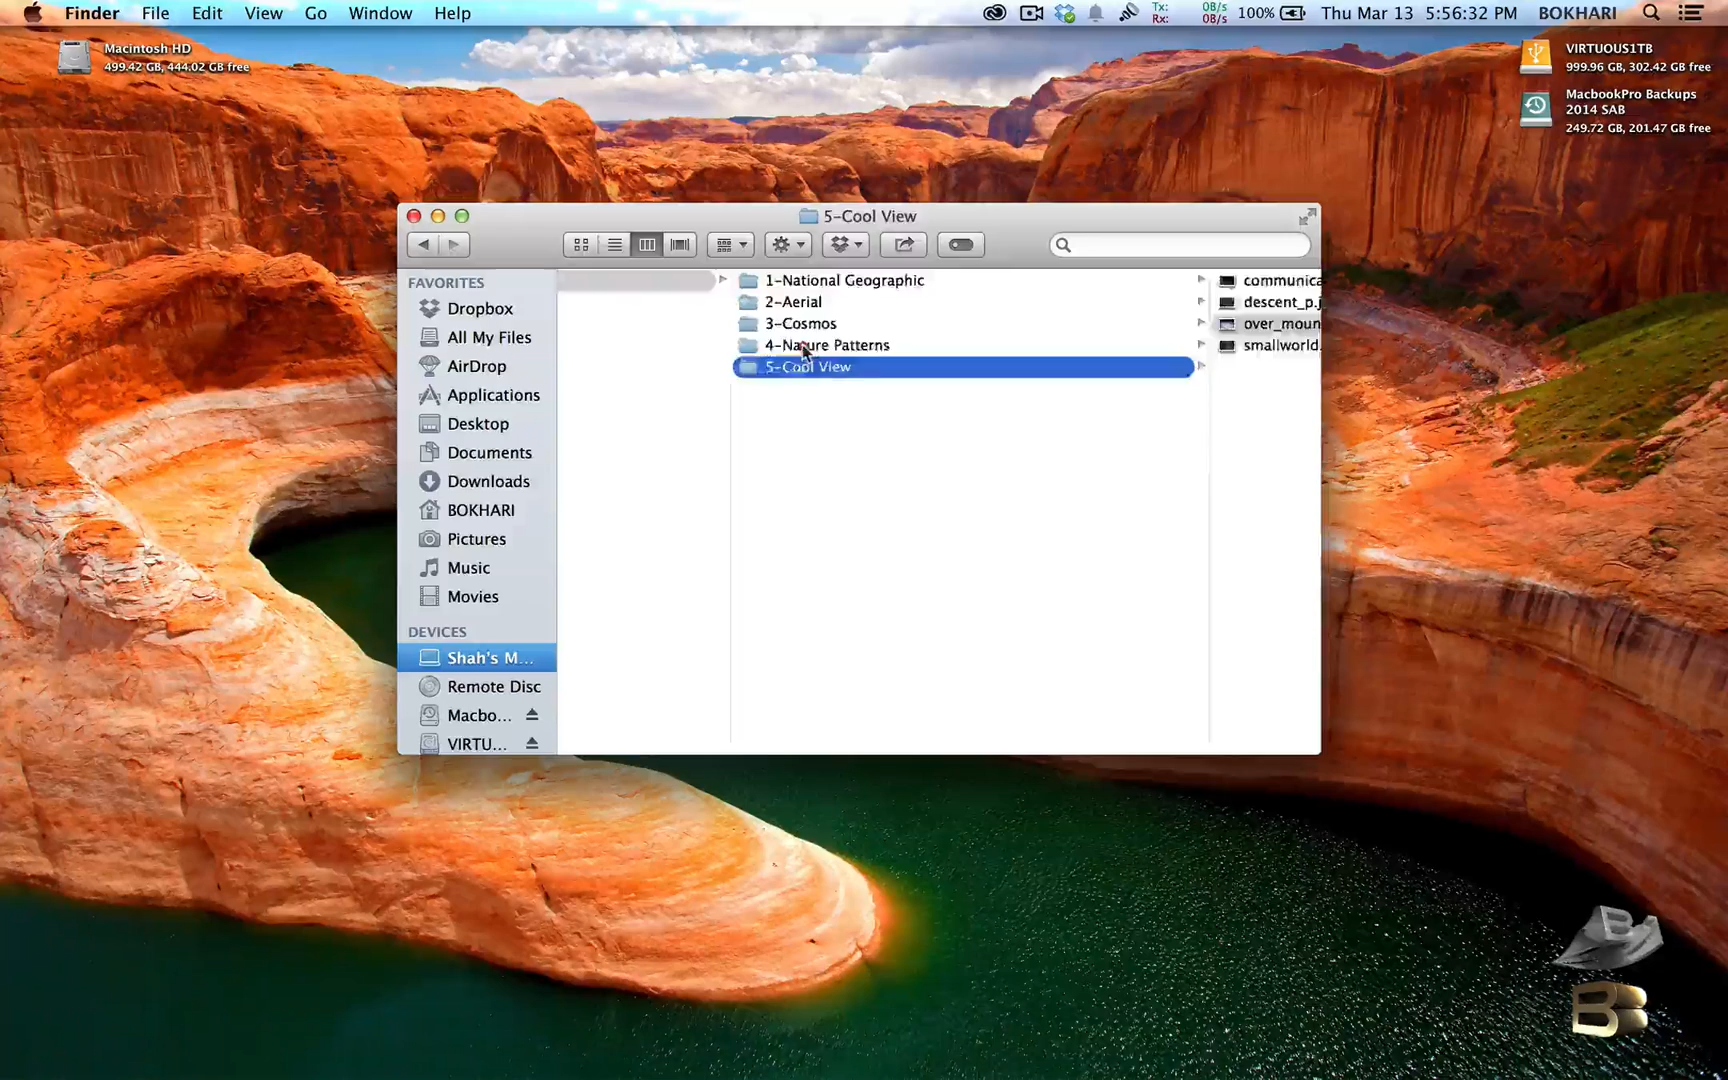 Finder File Edit View Go Window Help Tx: 0B/s Rx: 0B/s 100% Thu Mar 13 5:56:32 PM BOKHARI
Macintosh HD
499.42 GB, 444.02 GB free
VIRTUOUS1TB
999.96 GB, 302.42 GB free
MacbookPro Backups
2014 SAB
249.72 GB, 201.47 GB free
5-Cool View
FAVORITES
Dropbox
All My Files
AirDrop
Applications
Desktop
Documents
Downloads
BOKHARI
Pictures
Music
Movies
DEVICES
Shah's M...
Remote Disc
Macbo...
VIRTU...
1-National Geographic
2-Aerial
3-Cosmos
4-Nature Patterns
5-Cool View
communica
descent_p.j
over_moun
smallworld.
B
B